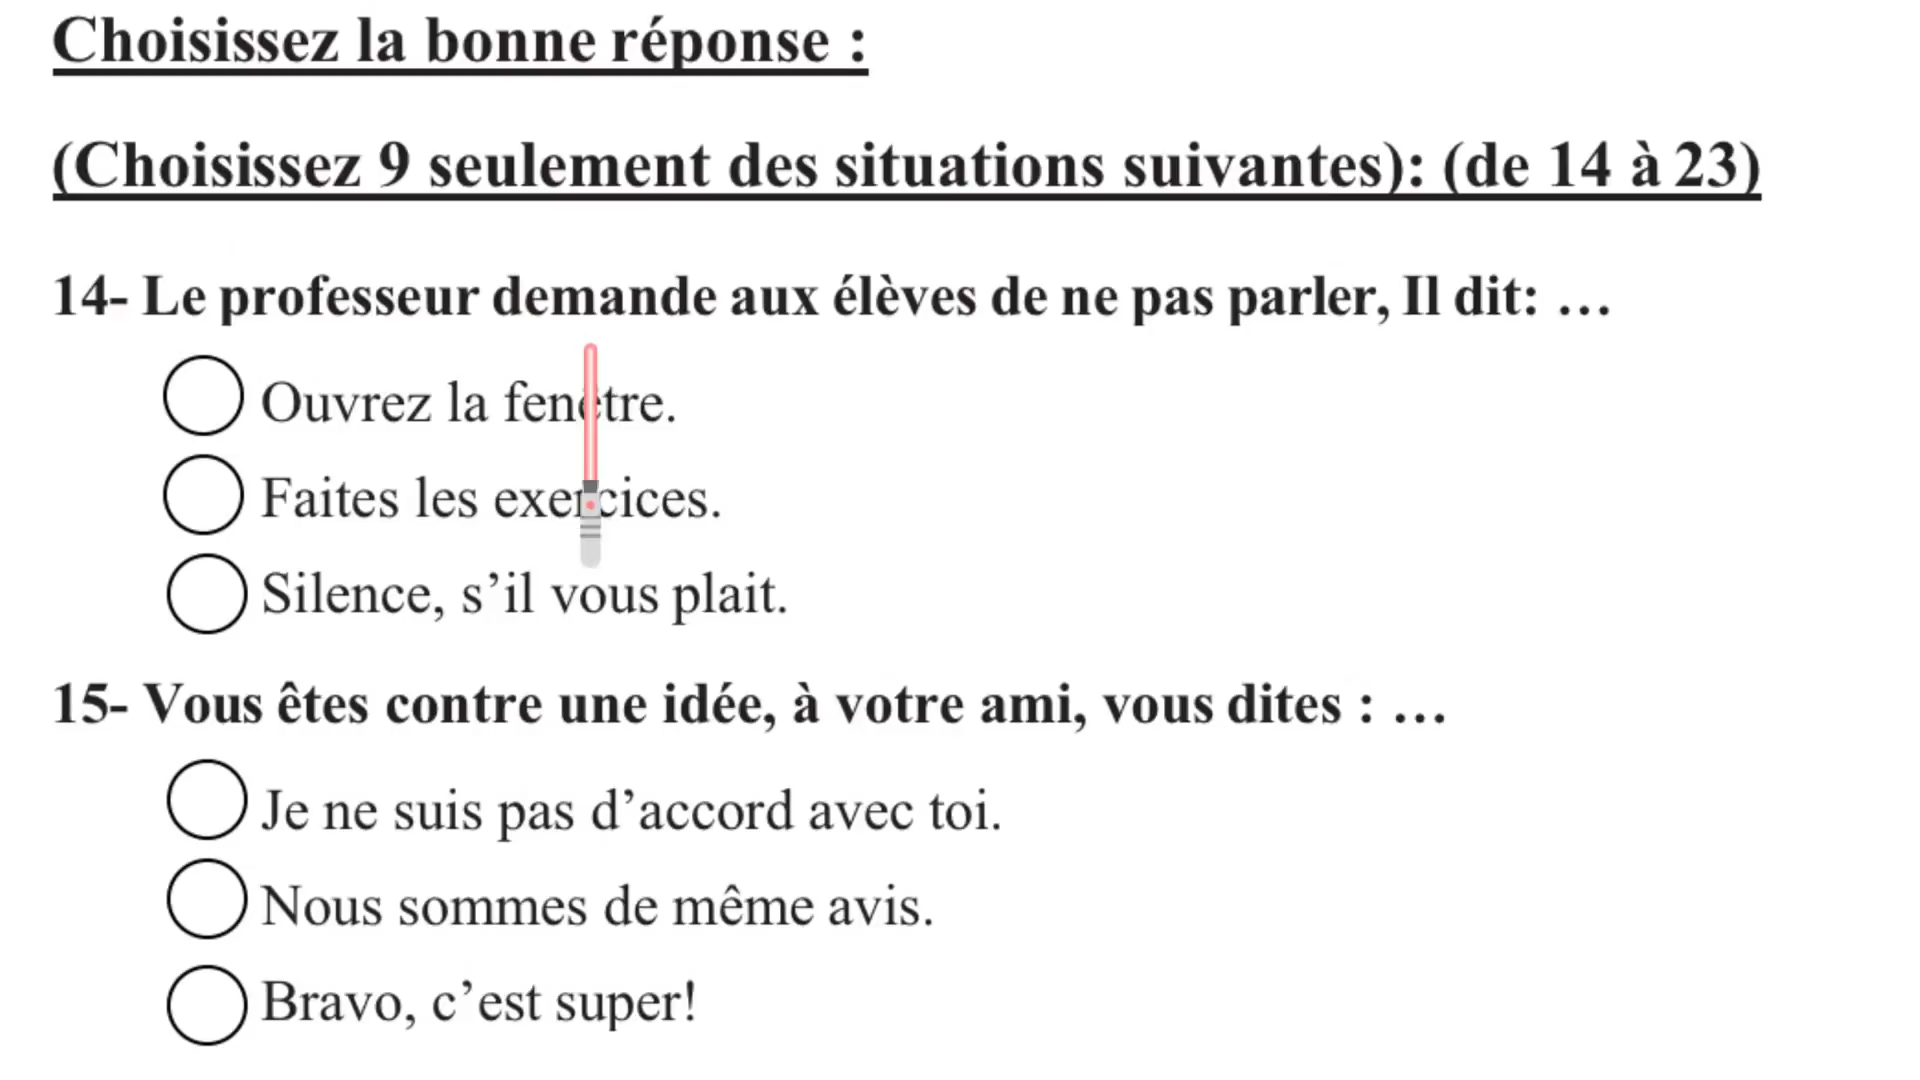 Choisissez la bonne réponse :
(Choisissez 9 seulement des situations suivantes): (de 14 à 23)
14- Le professeur demande aux élèves de ne pas parler, Il dit: …
Ouvrez la fenêtre.
Faites les exercices.
Silence, s’il vous plait.
15- Vous êtes contre une idée, à votre ami, vous dites : …
Je ne suis pas d’accord avec toi.
Nous sommes de même avis.
Bravo, c’est super!